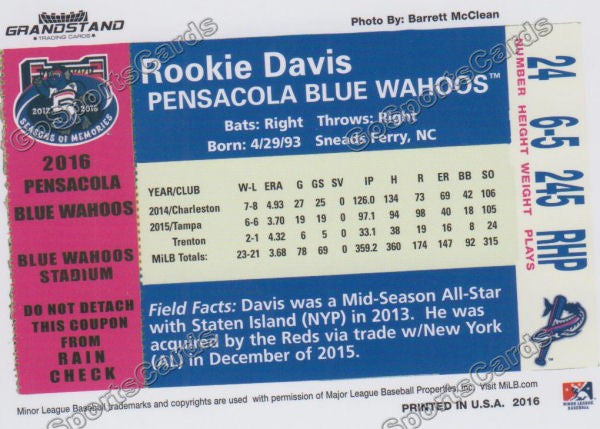 GRANDSTAND
TRADING CARDS
Photo By: Barrett McClean
2012 2016
SEASONS OF MEMORIES
2016
PENSACOLA
BLUE WAHOOS
BLUE WAHOOS
STADIUM
DO NOT DETACH
THIS COUPON
FROM
RAIN
CHECK
Rookie Davis
PENSACOLA BLUE WAHOOS™
Bats: Right Throws: Right
Born: 4/29/93 Sneads Ferry, NC
YEAR/CLUB W-L ERA G GS SV IP H R ER BB SO
2014/Charleston 7-8 4.93 27 25 0 126.0 134 73 69 42 106
2015/Tampa 6-6 3.70 19 19 0 97.1 94 98 40 18 105
Trenton 2-1 4.32 6 5 0 33.1 38 19 16 8 24
MiLB Totals: 23-21 3.68 78 69 0 359.2 360 174 147 92 315
Field Facts: Davis was a Mid-Season All-Star
with Staten Island (NYP) in 2013. He was
acquired by the Reds via trade w/New York
(AL) in December of 2015.
24 6-5 245 RHP
NUMBER HEIGHT WEIGHT PLAYS
Minor League Baseball trademarks and copyrights are used with permission of Major League Baseball Properties, Inc. Visit MiLB.com.
PRINTED IN U.S.A. 2016
MINOR LEAGUE
BASEBALL
GoSportsCards